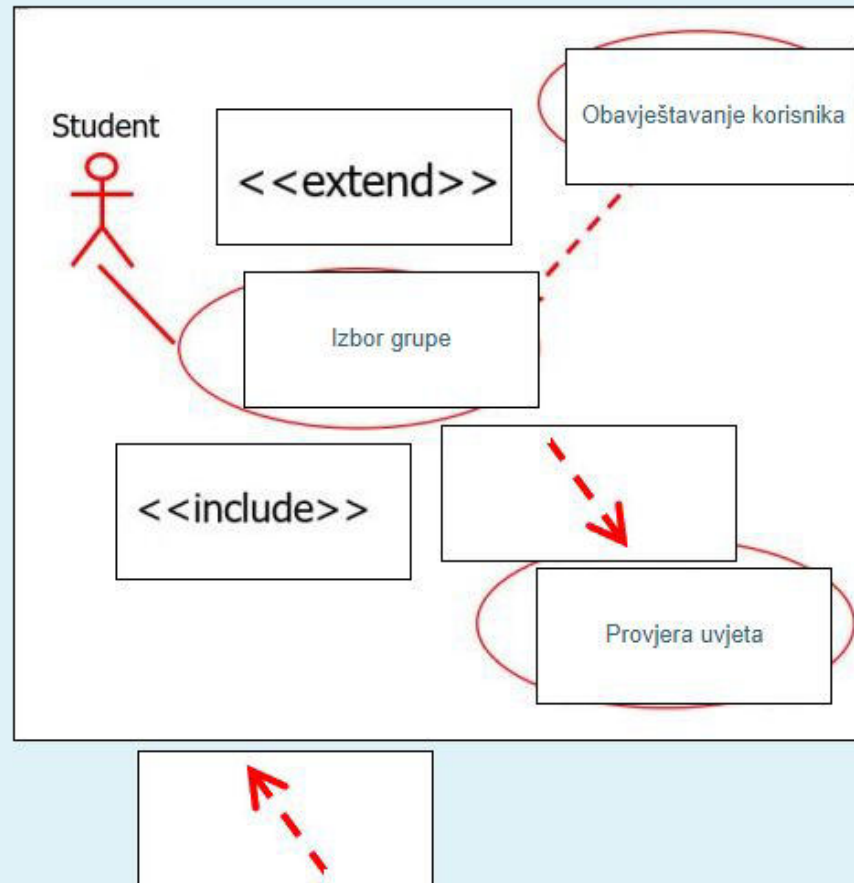 Obavještavanje korisnika
Student
<<extend>>
Izbor grupe
<<include>>
Provjera uvjeta